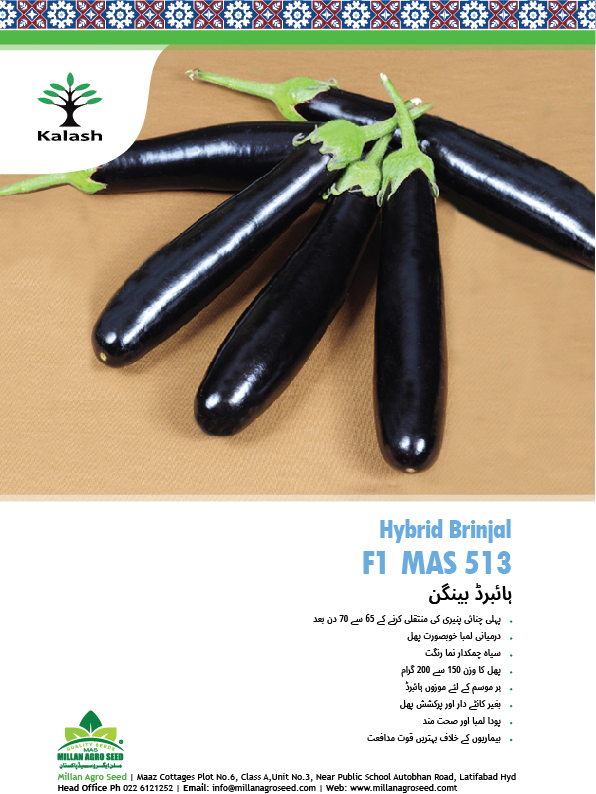 Kalash
Hybrid Brinjal
F1 MAS 513
ہائبرڈ بینگن
پہلی چنائی پنیری کی منتقلی کرنے کے 65 سے 70 دن بعد
درمیانی لمبا خوبصورت پھل
سیاہ چمکدار نما رنگت
پھل کا وزن 150 سے 200 گرام
ہر موسم کے لئے موزوں ہائبرڈ
بغیر کانٹے دار اور پرکشش پھل
پودا لمبا اور صحت مند
بیماریوں کے خلاف بہترین قوت مدافعت
QUALITY SEEDS
MAS
MILLAN AGRO SEED
ملن ایگرو سیڈ پاکستان
Millan Agro Seed | Maaz Cottages Plot No.6, Class A,Unit No.3, Near Public School Autobhan Road, Latifabad Hyd
Head Office Ph 022 6121252 | Email: info@millanagroseed.com | Web: www.millanagroseed.comt